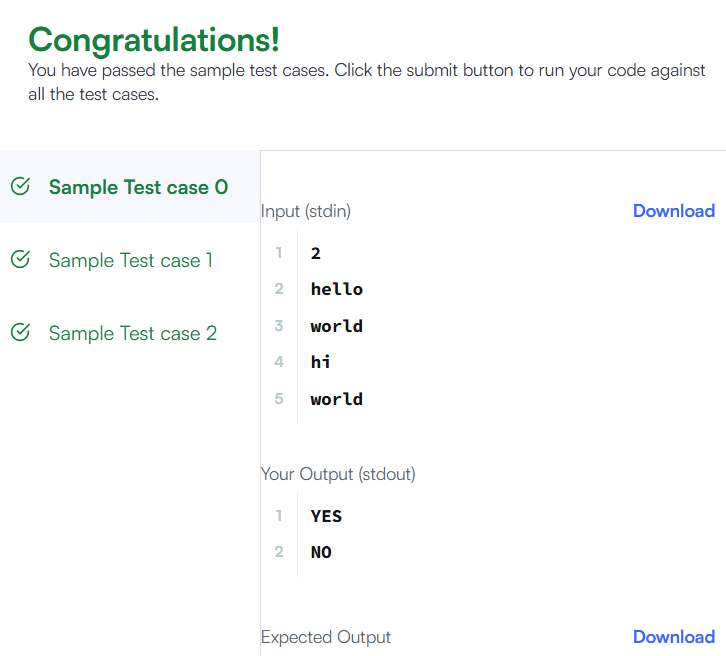 Congratulations!
You have passed the sample test cases. Click the submit button to run your code against
all the test cases.
Sample Test case 0
Sample Test case 1
Sample Test case 2
Input (stdin)
Download
1 2
2 hello
3 world
4 hi
5 world
Your Output (stdout)
1 YES
2 NO
Expected Output
Download